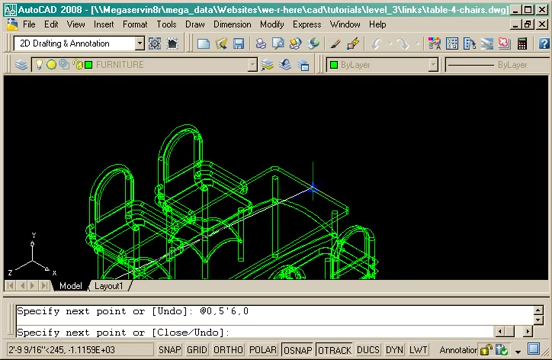 AutoCAD 2008 - [\\Megaservin8r\mega_data\Websites\we-r-here\cad\tutorials\level_3\links\table-4-chairs.dwg]
File Edit View Insert Format Tools Draw Dimension Modify Express Window Help
2D Drafting & Annotation
FURNITURE ByLayer ByLayer
Y
Z X
Model Layout1
Specify next point or [Undo]: @0,5'6,0
Specify next point or [Close/Undo]:
2'-9.9/16"<245, -1.1159E+03 SNAP GRID ORTHO POLAR OSNAP OTRACK DUCS DYN LWT Annotation